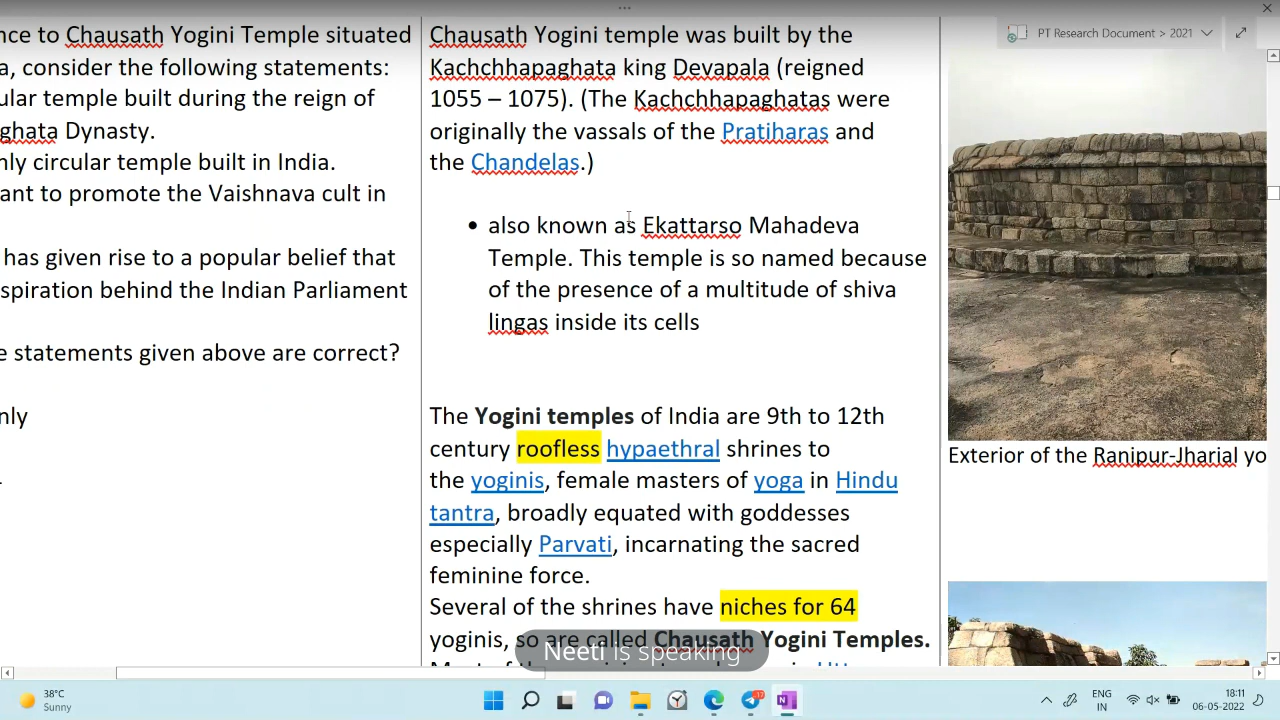 PT Research Document > 2021
nce to Chausath Yogini Temple situated
a, consider the following statements:
ular temple built during the reign of
ghata Dynasty.
nly circular temple built in India.
ant to promote the Vaishnava cult in
has given rise to a popular belief that
spiration behind the Indian Parliament
e statements given above are correct?
nly
Chausath Yogini temple was built by the
Kachchhapaghata king Devapala (reigned
1055 – 1075). (The Kachchhapaghatas were
originally the vassals of the Pratiharas and
the Chandelas.)
• also known as Ekattarso Mahadeva
Temple. This temple is so named because
of the presence of a multitude of shiva
lingas inside its cells
The Yogini temples of India are 9th to 12th
century roofless hypaethral shrines to
the yoginis, female masters of yoga in Hindu
tantra, broadly equated with goddesses
especially Parvati, incarnating the sacred
feminine force.
Several of the shrines have niches for 64
yoginis, so are called Chausath Yogini Temples.
Exterior of the Ranipur-Jharial yo
Neeti is speaking
38°C
Sunny
13
ENG
IN
18:11
06-05-2022